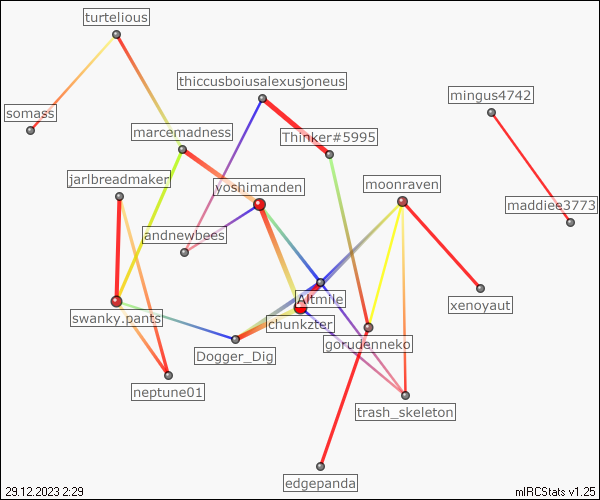 turtelious
thiccusboiusalexusjoneus
mingus4742
somass
marcemadness
Thinker#5995
jarlbreadmaker
yoshimanden
moonraven
maddiee3773
andnewbees
Altmile
xenoyaut
swanky.pants
chunkzter
gorudenneko
Dogger_Dig
neptune01
trash_skeleton
edgepanda
29.12.2023 2:29
mIRCStats v1.25